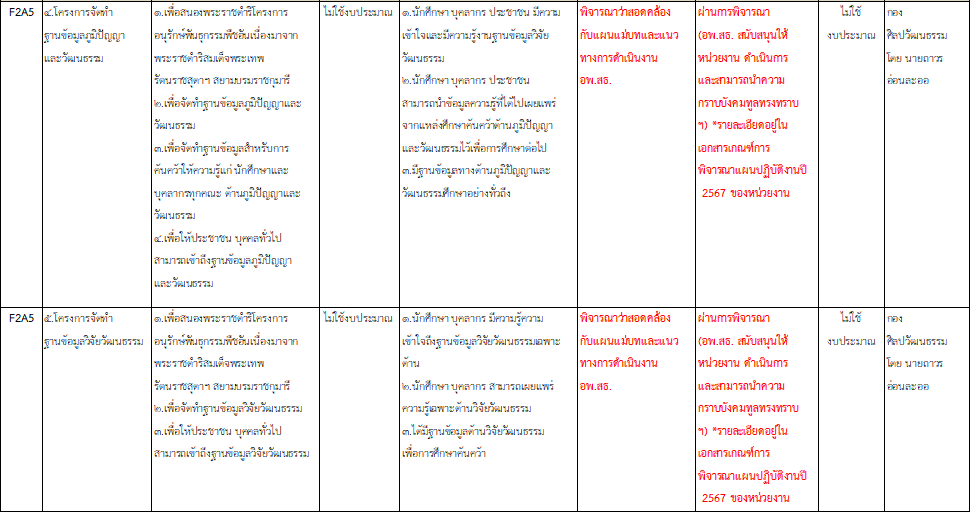 F2A5
๔.โครงการจัดทำ
ฐานข้อมูลภูมิปัญญา
และวัฒนธรรม
๑.เพื่อสนองพระราชดำริโครงการ
อนุรักษ์พันธุกรรมพืชอันเนื่องมาจาก
พระราชดำริสมเด็จพระเทพ
รัตนราชสุดาฯ สยามบรมราชกุมารี
๒.เพื่อจัดทำฐานข้อมูลภูมิปัญญาและ
วัฒนธรรม
๓.เพื่อจัดทำฐานข้อมูลสำหรับการ
ค้นคว้าให้ความรู้แก่ นักศึกษาและ
บุคลากรทุกคณะ ด้านภูมิปัญญาและ
วัฒนธรรม
๔.เพื่อให้ประชาชน บุคคลทั่วไป
สามารถเข้าถึงฐานข้อมูลภูมิปัญญา
และวัฒนธรรม
ไม่ใช้งบประมาณ
๑.นักศึกษา บุคลากร ประชาชน มีความ
เข้าใจและมีความรู้งานฐานข้อมูลวิจัย
วัฒนธรรม
๒.นักศึกษา บุคลากร ประชาชน
สามารถนำข้อมูลความรู้ที่ได้ไปเผยแพร่
จากแหล่งศึกษาค้นคว้าด้านภูมิปัญญา
และวัฒนธรรมไว้เพื่อการศึกษาต่อไป
๓.มีฐานข้อมูลทางด้านภูมิปัญญาและ
วัฒนธรรมศึกษาอย่างทั่วถึง
พิจารณาว่าสอดคล้อง
กับแผนแม่บทและแนว
ทางการดำเนินงาน
อพ.สธ.
ผ่านการพิจารณา
(อพ.สธ. สนับสนุนให้
หน่วยงาน ดำเนินการ
และสามารถนำความ
กราบบังคมทูลทรงทราบ
ฯ) *รายละเอียดอยู่ใน
เอกสารเกณฑ์การ
พิจารณาแผนปฏิบัติงานปี
2567 ของหน่วยงาน
ไม่ใช้
งบประมาณ
กอง
ศิลปวัฒนธรรม
โดย นายถาวร
อ่อนละออ
F2A5
๕.โครงการจัดทำ
ฐานข้อมูลวิจัยวัฒนธรรม
๑.เพื่อสนองพระราชดำริโครงการ
อนุรักษ์พันธุกรรมพืชอันเนื่องมาจาก
พระราชดำริสมเด็จพระเทพ
รัตนราชสุดาฯ สยามบรมราชกุมารี
๒.เพื่อจัดทำฐานข้อมูลวิจัยวัฒนธรรม
๓.เพื่อให้ประชาชน บุคคลทั่วไป
สามารถเข้าถึงฐานข้อมูลวิจัยวัฒนธรรม
ไม่ใช้งบประมาณ
๑.นักศึกษา บุคลากร มีความรู้ความ
เข้าใจถึงฐานข้อมูลวิจัยวัฒนธรรมเฉพาะ
ด้าน
๒.นักศึกษา บุคลากร สามารถเผยแพร่
ความรู้เฉพาะด้านวิจัยวัฒนธรรม
๓.ได้มีฐานข้อมูลด้านวิจัยวัฒนธรรม
เพื่อการศึกษาค้นคว้า
พิจารณาว่าสอดคล้อง
กับแผนแม่บทและแนว
ทางการดำเนินงาน
อพ.สธ.
ผ่านการพิจารณา
(อพ.สธ. สนับสนุนให้
หน่วยงาน ดำเนินการ
และสามารถนำความ
กราบบังคมทูลทรงทราบ
ฯ) *รายละเอียดอยู่ใน
เอกสารเกณฑ์การ
พิจารณาแผนปฏิบัติงานปี
2567 ของหน่วยงาน
ไม่ใช้
งบประมาณ
กอง
ศิลปวัฒนธรรม
โดย นายถาวร
อ่อนละออ